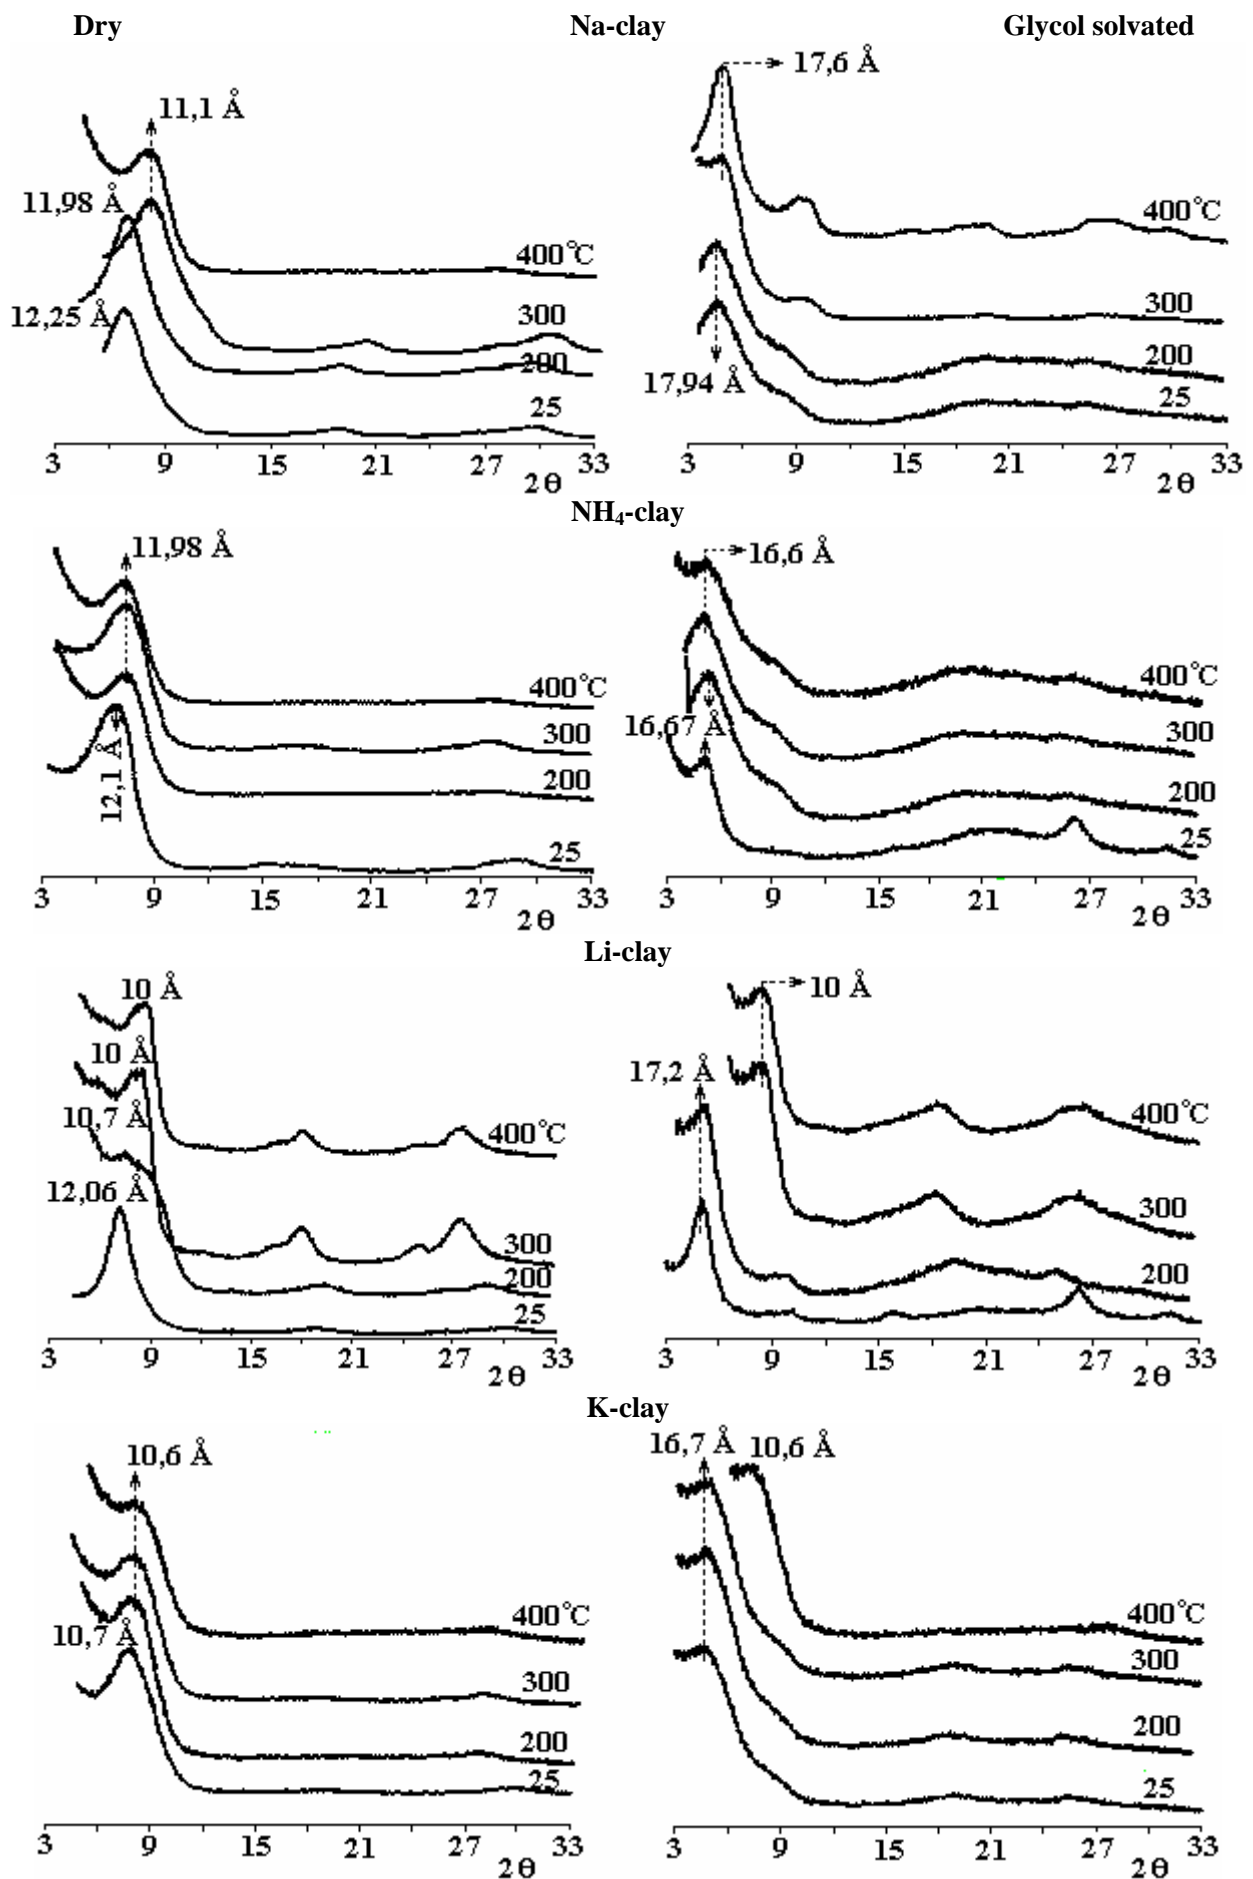 Dry Na-clay Glycol solvated
11,1 Å
11,98 Å
12,25 Å
400°C
300
200
25
3 9 15 21 27 33
2θ
17,6 Å
17,94 Å
400°C
300
200
25
3 9 15 21 27 33
2θ
NH₄-clay
11,98 Å
12,1 Å
400°C
300
200
25
3 9 15 21 27 33
2θ
16,6 Å
16,67 Å
400°C
300
200
25
3 9 15 21 27 33
2θ
Li-clay
10 Å
10 Å
10,7 Å
12,06 Å
400°C
300
200
25
3 9 15 21 27 33
2θ
10 Å
17,2 Å
400°C
300
200
3 9 15 21 27 33
2θ
K-clay
10,6 Å
10,7 Å
400°C
300
200
25
3 9 15 21 27 33
2θ
16,7 Å 10,6 Å
400°C
300
200
25
3 9 15 21 27 33
2θ